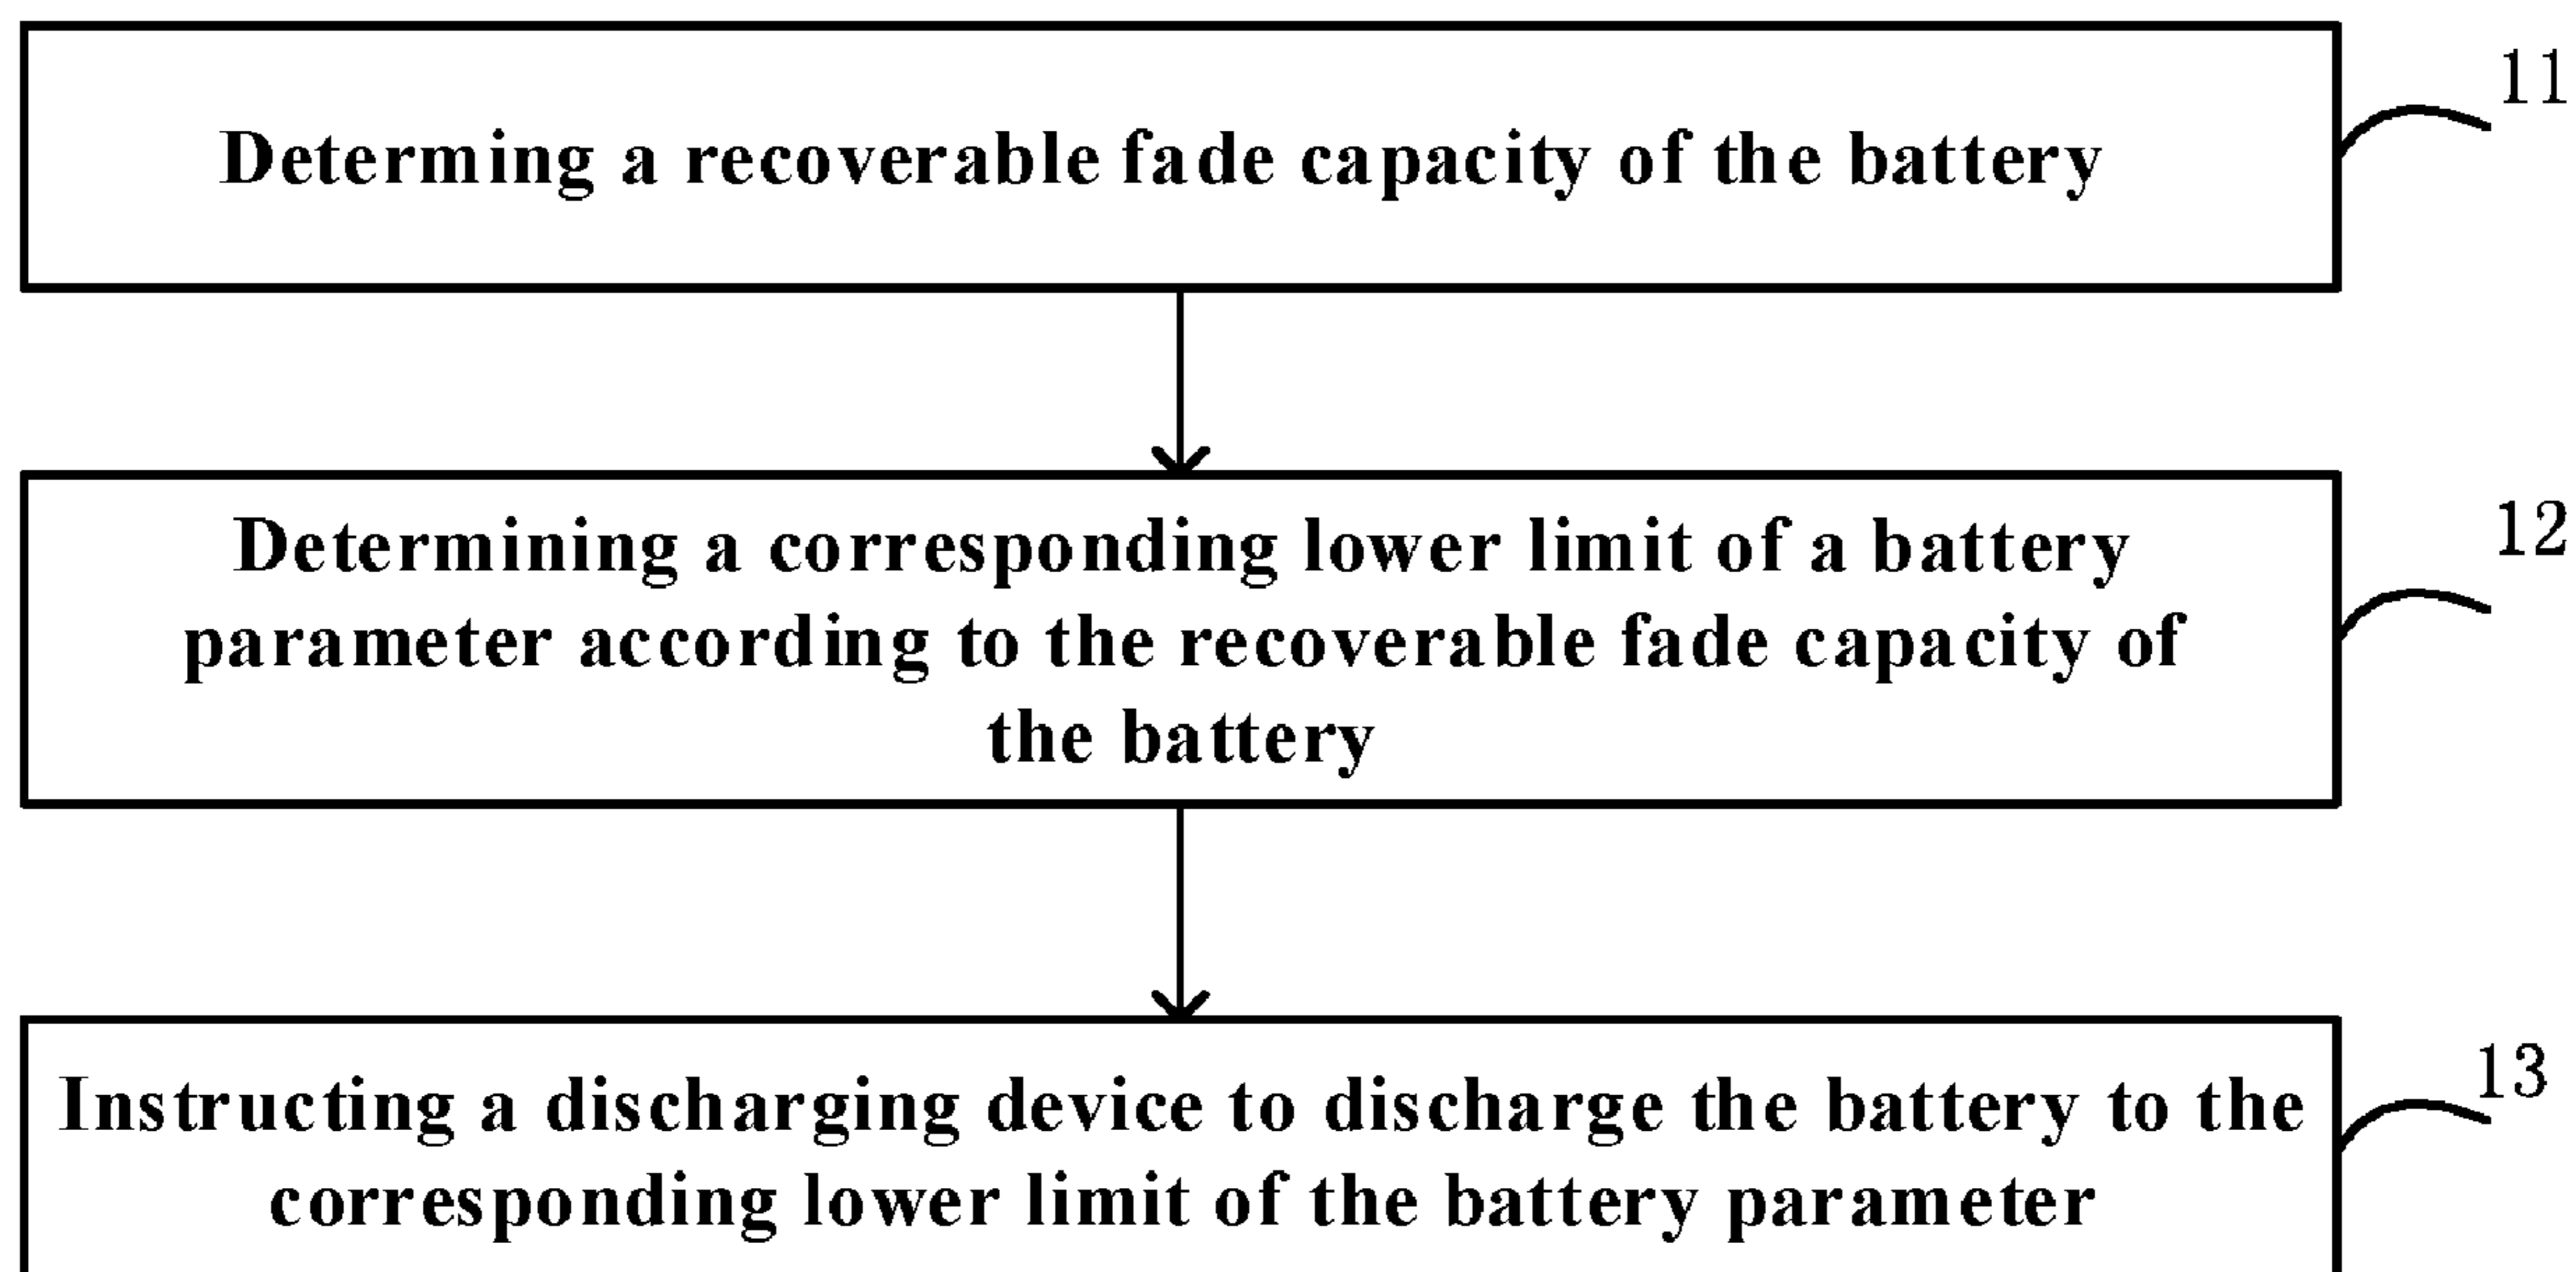 11
Determing a recoverable fade capacity of the battery
12
Determining a corresponding lower limit of a battery
parameter according to the recoverable fade capacity of
the battery
13
Instructing a discharging device to discharge the battery to the
corresponding lower limit of the battery parameter